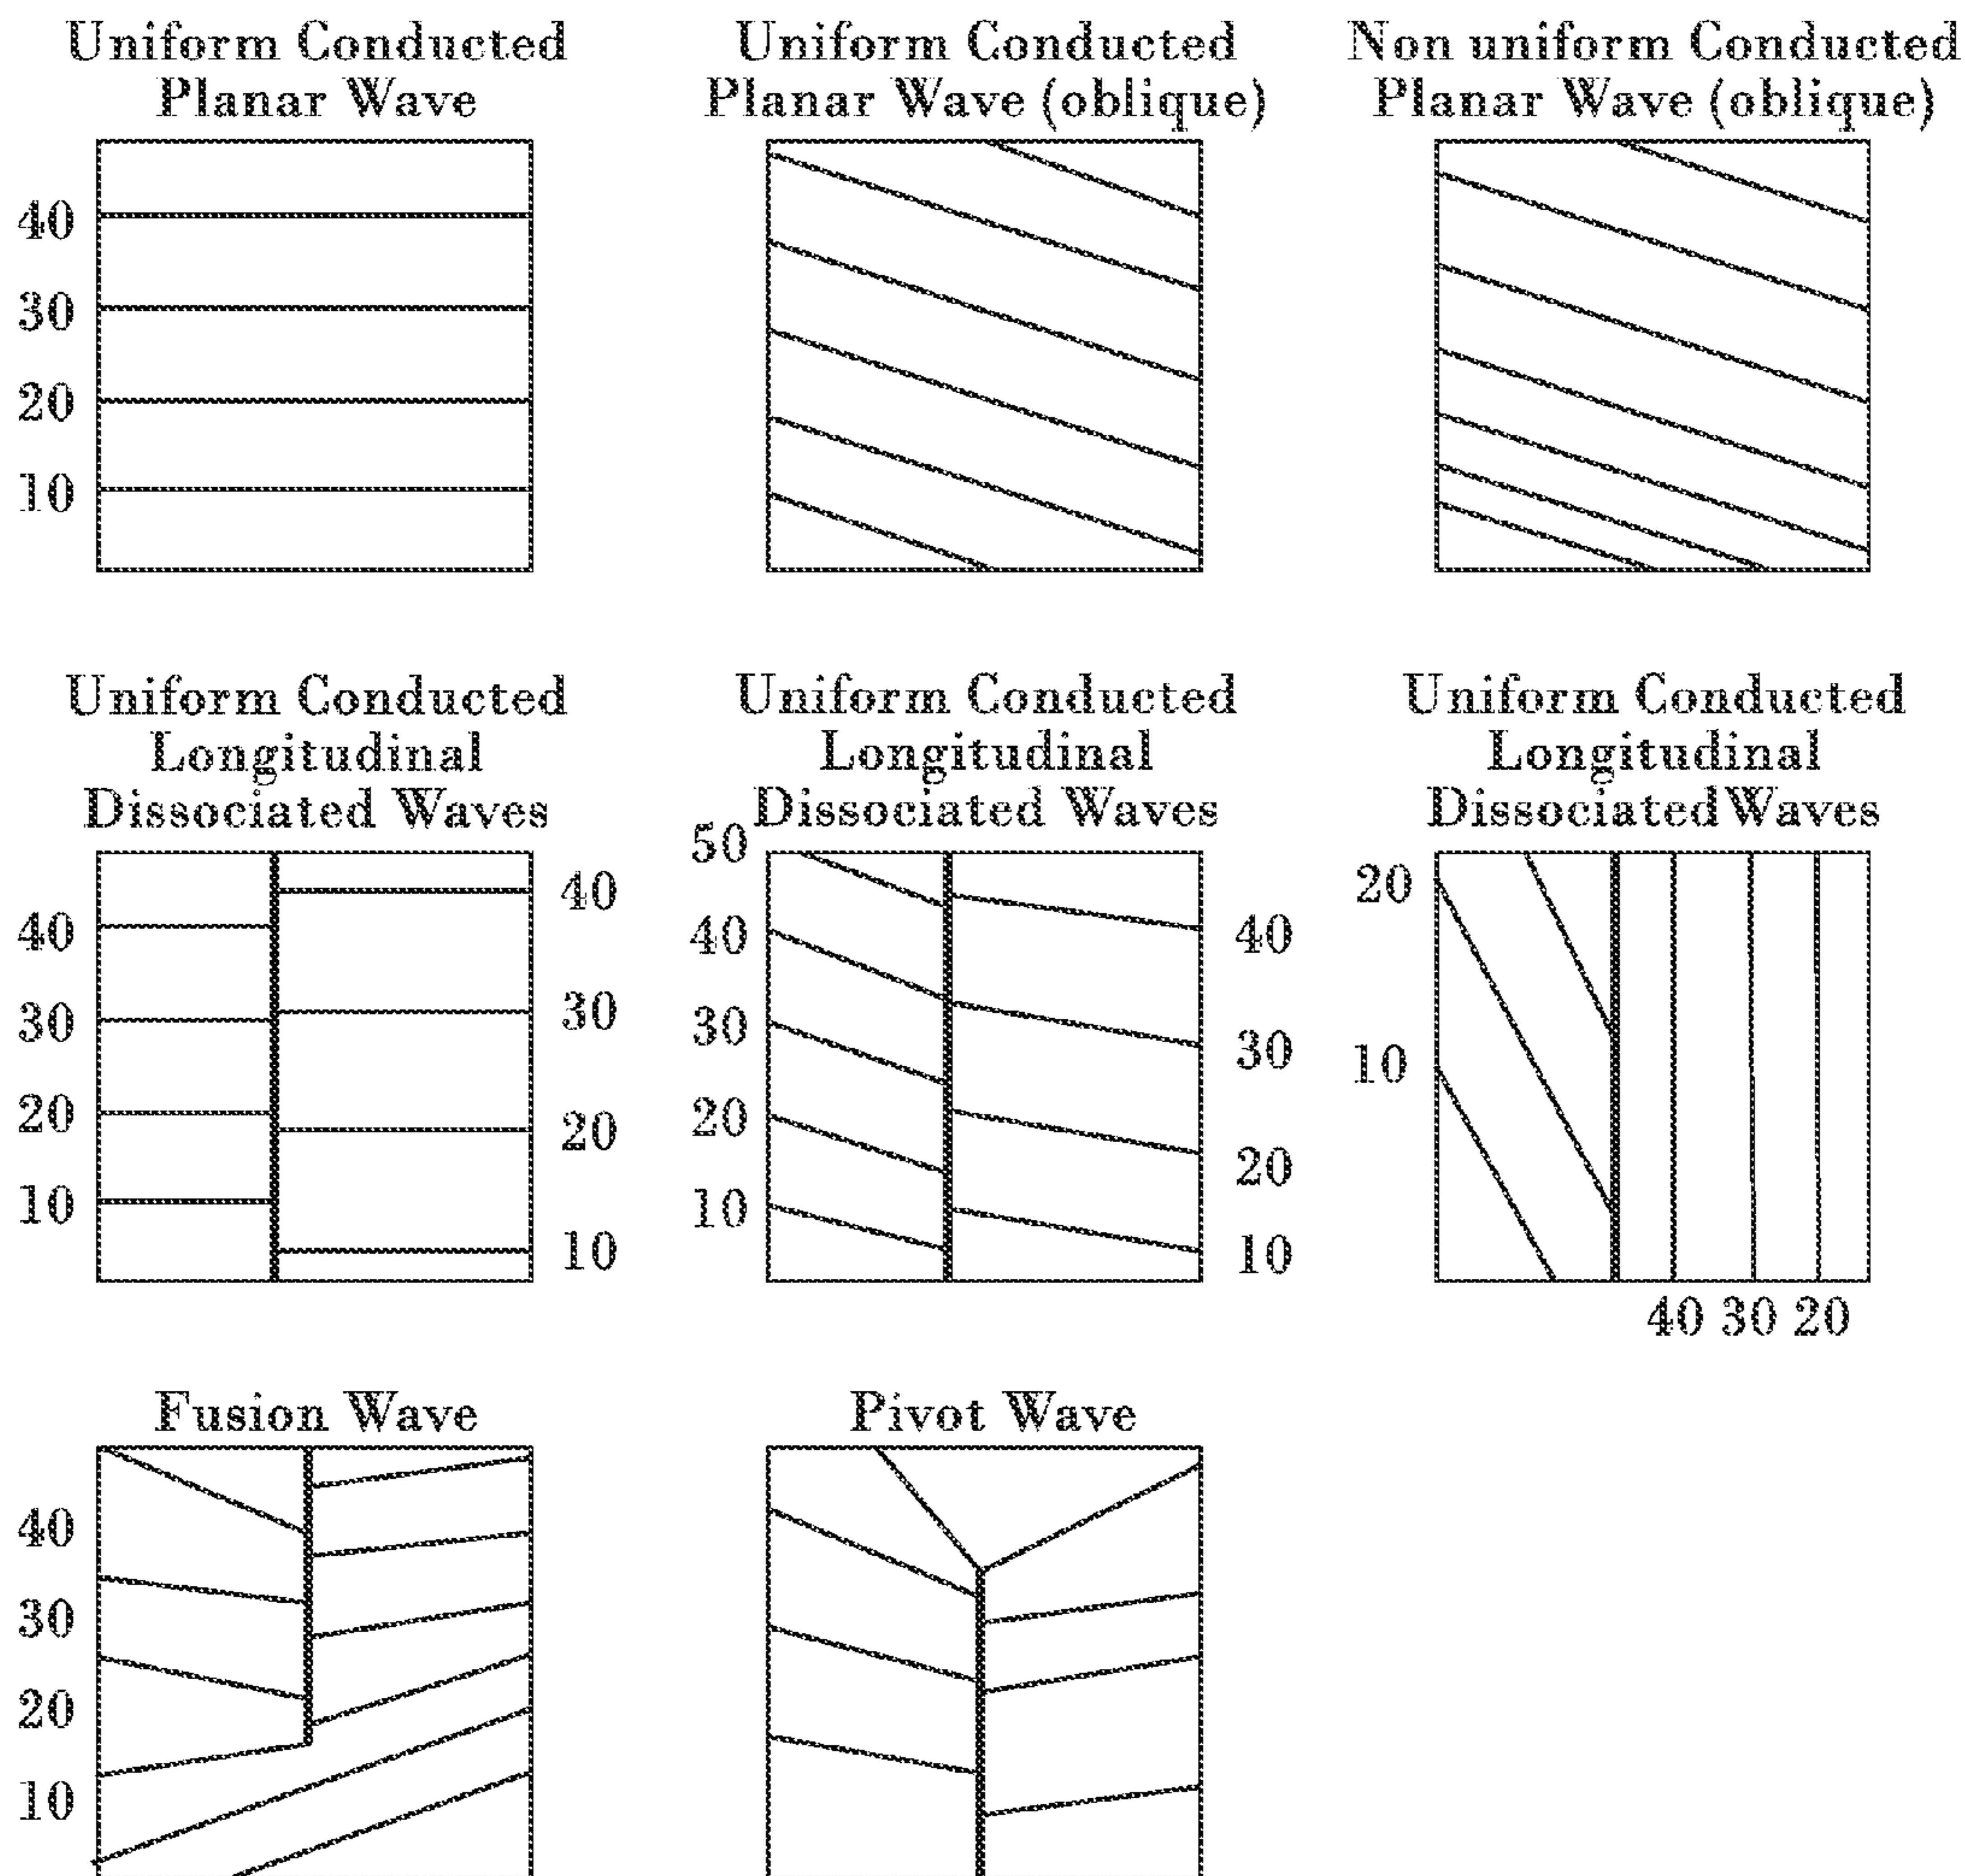 Uniform Conducted
Planar Wave
Uniform Conducted
Planar Wave (oblique)
Non uniform Conducted
Planar Wave (oblique)
40
30
20
10
Uniform Conducted
Longitudinal
Dissociated Waves
Uniform Conducted
Longitudinal
Dissociated Waves
Uniform Conducted
Longitudinal
Dissociated Waves
40
30
20
10
40
30
20
10
50
40
30
20
10
40
30
20
10
20
10
40 30 20
Fusion Wave
Pivot Wave
40
30
20
10